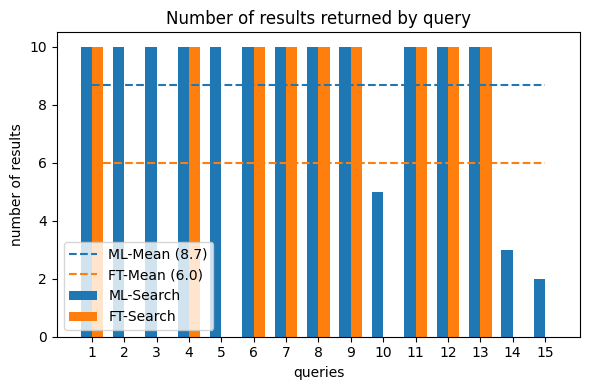 Number of results returned by query
number of results
10
8
6
4
2
0
ML-Mean (8.7)
FT-Mean (6.0)
ML-Search
FT-Search
1 2 3 4 5 6 7 8 9 10 11 12 13 14 15
queries